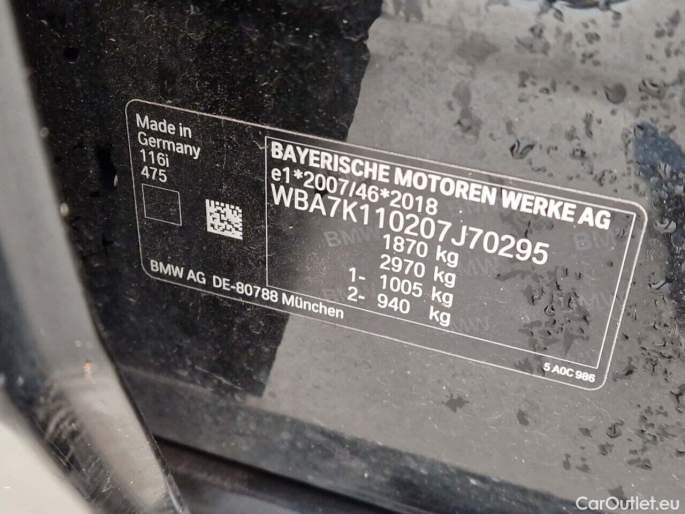 Made in
Germany
116i
475
BMW AG DE-80788 München
BAYERISCHE MOTOREN WERKE AG
e1*2007/46*2018
WBA7K110207J70295
1870 kg
2970 kg
1- 1005 kg
2- 940 kg
5 A0C 986
CarOutlet.eu